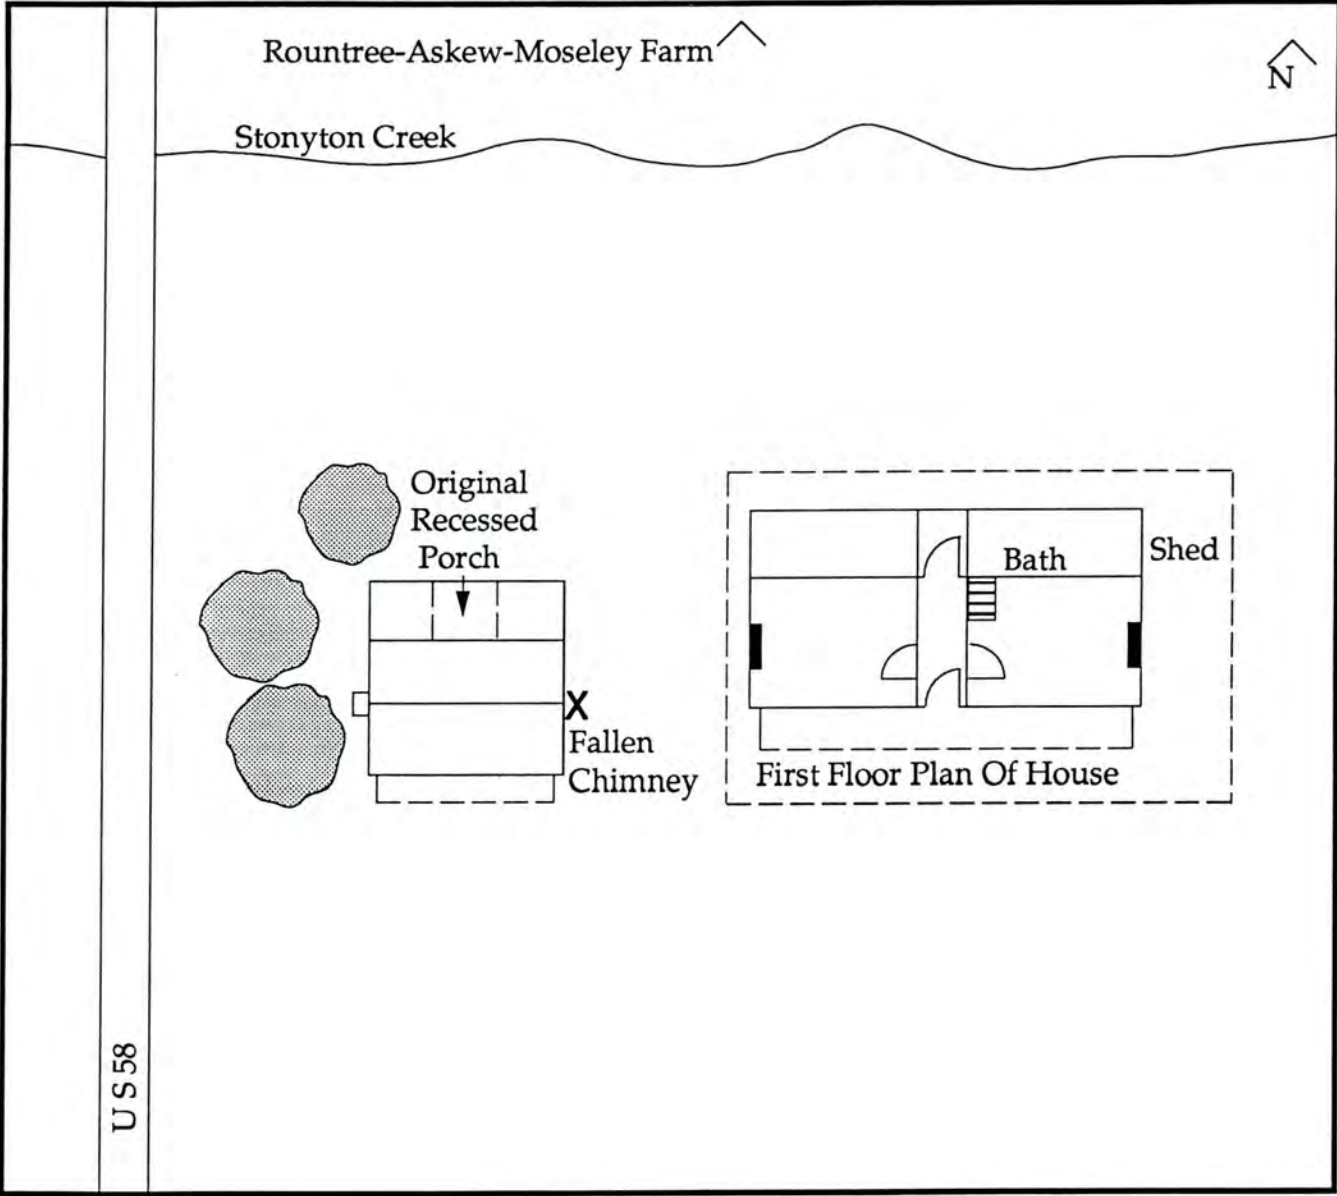 Rountree-Askew-Moseley Farm
N
Stonyton Creek
Original
Recessed
Porch
Bath
Shed
Fallen
Chimney
First Floor Plan Of House
US 58